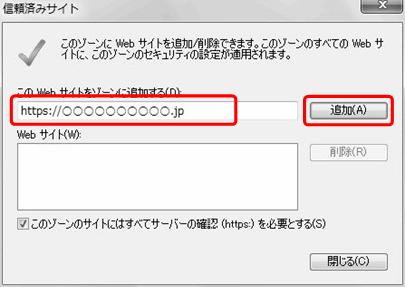 信頼済みサイト
このゾーンに Web サイトを追加/削除できます。このゾーンのすべての Web サ
イトに、このゾーンのセキュリティの設定が適用されます。
この Web サイトをゾーンに追加する(D):
https://○○○○○○○○○○.jp
追加(A)
Web サイト(W):
削除(R)
このゾーンのサイトにはすべてサーバーの確認 (https:) を必要とする(S)
閉じる(C)